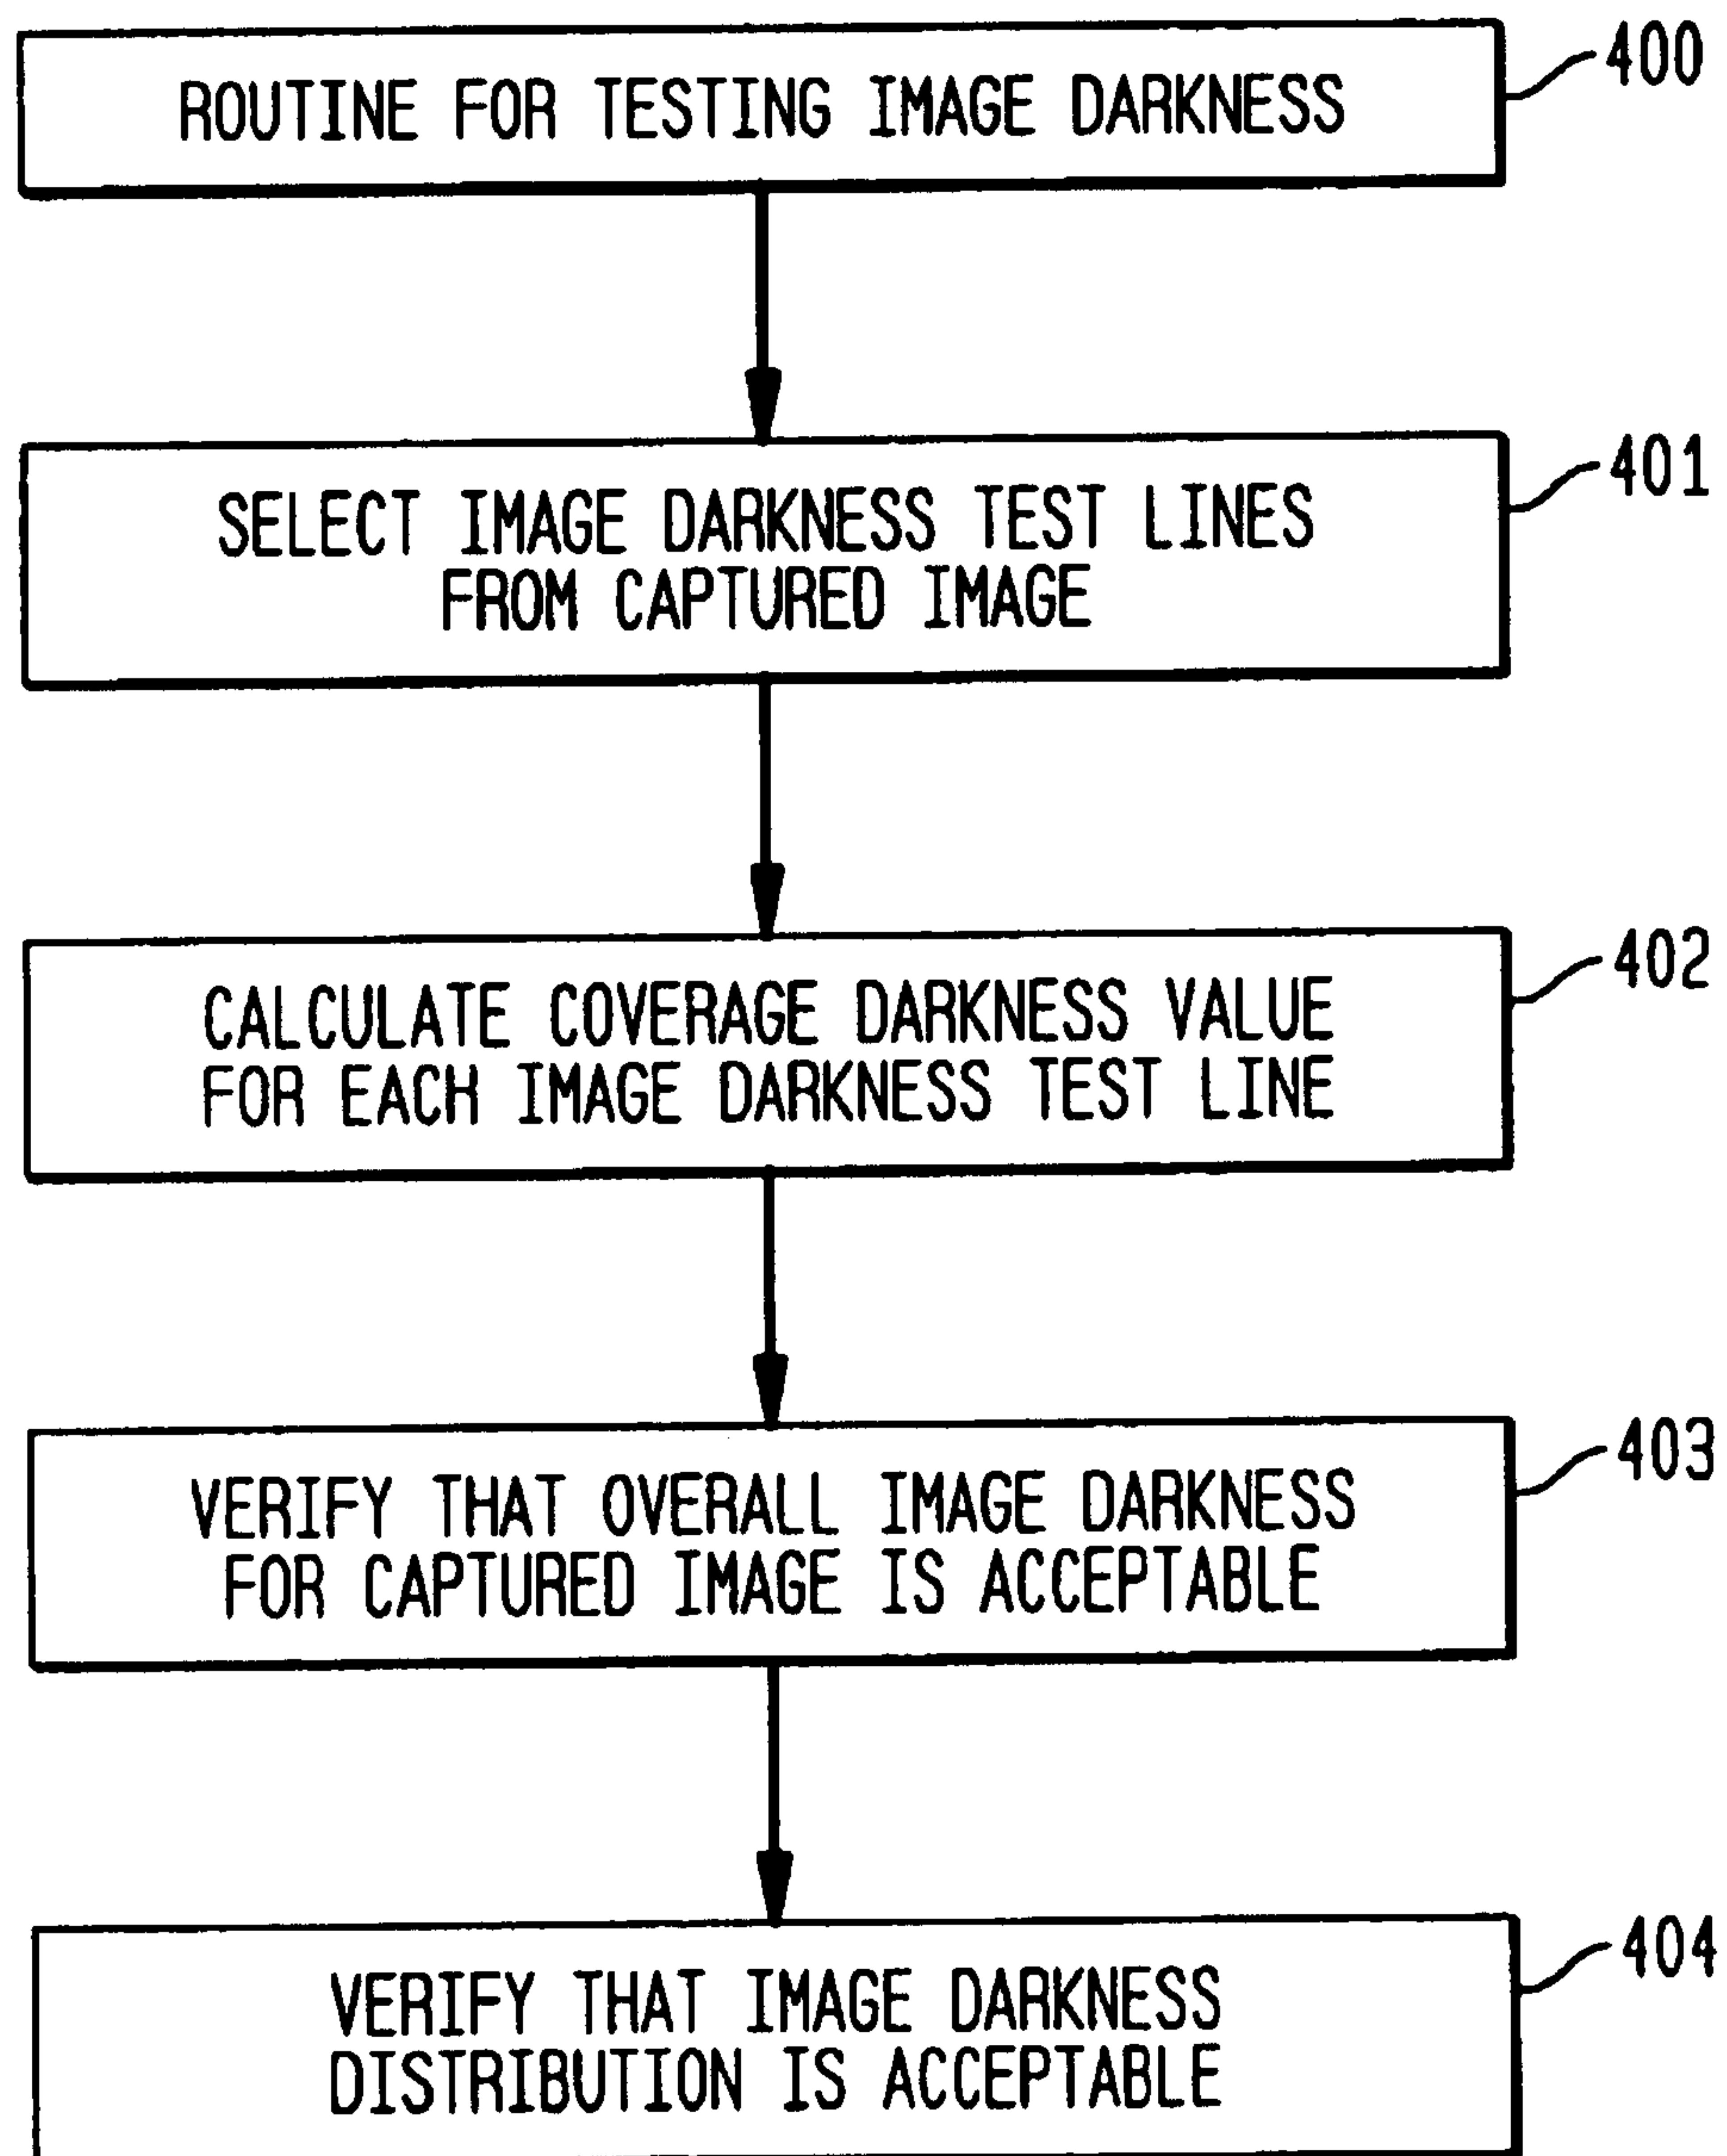 ROUTINE FOR TESTING IMAGE DARKNESS
400
SELECT IMAGE DARKNESS TEST LINES
FROM CAPTURED IMAGE
401
CALCULATE COVERAGE DARKNESS VALUE
FOR EACH IMAGE DARKNESS TEST LINE
402
VERIFY THAT OVERALL IMAGE DARKNESS
FOR CAPTURED IMAGE IS ACCEPTABLE
403
VERIFY THAT IMAGE DARKNESS
DISTRIBUTION IS ACCEPTABLE
404